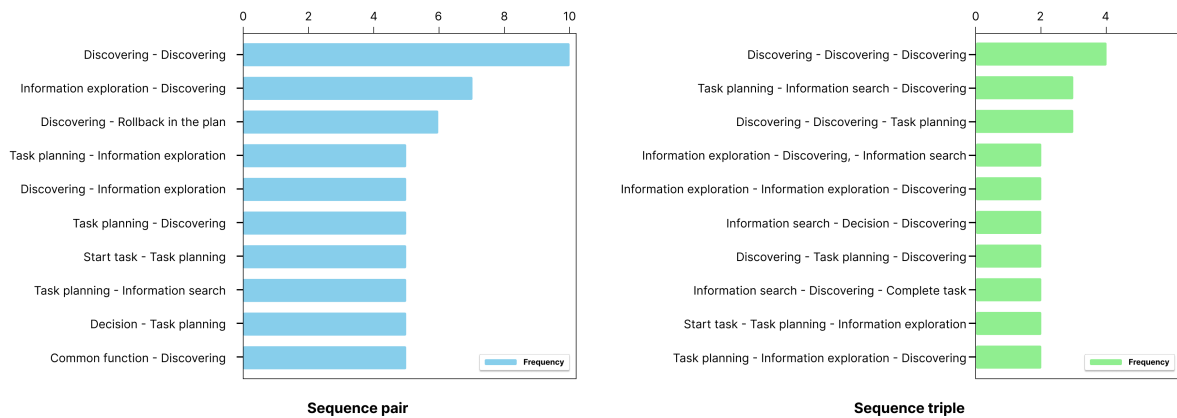 0 2 4 6 8 10
Discovering - Discovering
Information exploration - Discovering
Discovering - Rollback in the plan
Task planning - Information exploration
Discovering - Information exploration
Task planning - Discovering
Start task - Task planning
Task planning - Information search
Decision - Task planning
Common function - Discovering
Frequency
Sequence pair
0 2 4
Discovering - Discovering - Discovering
Task planning - Information search - Discovering
Discovering - Discovering - Task planning
Information exploration - Discovering, - Information search
Information exploration - Information exploration - Discovering
Information search - Decision - Discovering
Discovering - Task planning - Discovering
Information search - Discovering - Complete task
Start task - Task planning - Information exploration
Task planning - Information exploration - Discovering
Frequency
Sequence triple